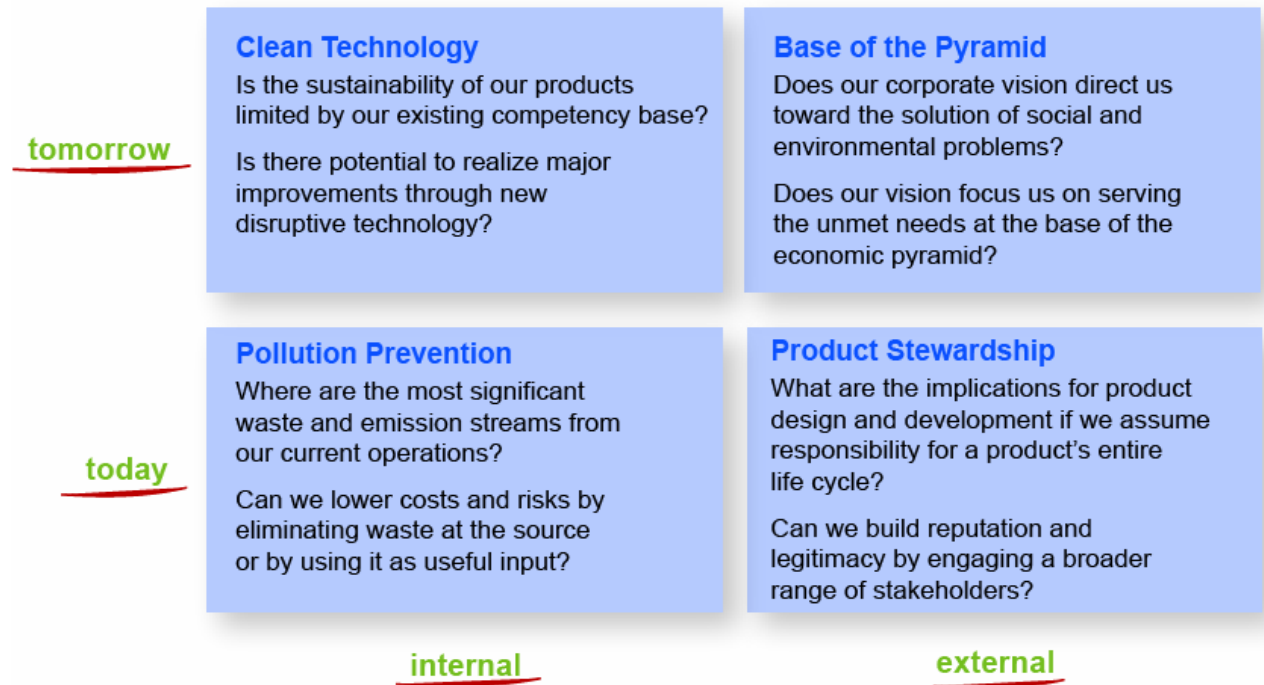 Clean Technology
Is the sustainability of our products
limited by our existing competency base?
Is there potential to realize major
improvements through new
disruptive technology?
Base of the Pyramid
Does our corporate vision direct us
toward the solution of social and
environmental problems?
Does our vision focus us on serving
the unmet needs at the base of the
economic pyramid?
tomorrow
Pollution Prevention
Where are the most significant
waste and emission streams from
our current operations?
Can we lower costs and risks by
eliminating waste at the source
or by using it as useful input?
Product Stewardship
What are the implications for product
design and development if we assume
responsibility for a product’s entire
life cycle?
Can we build reputation and
legitimacy by engaging a broader
range of stakeholders?
today
internal
external